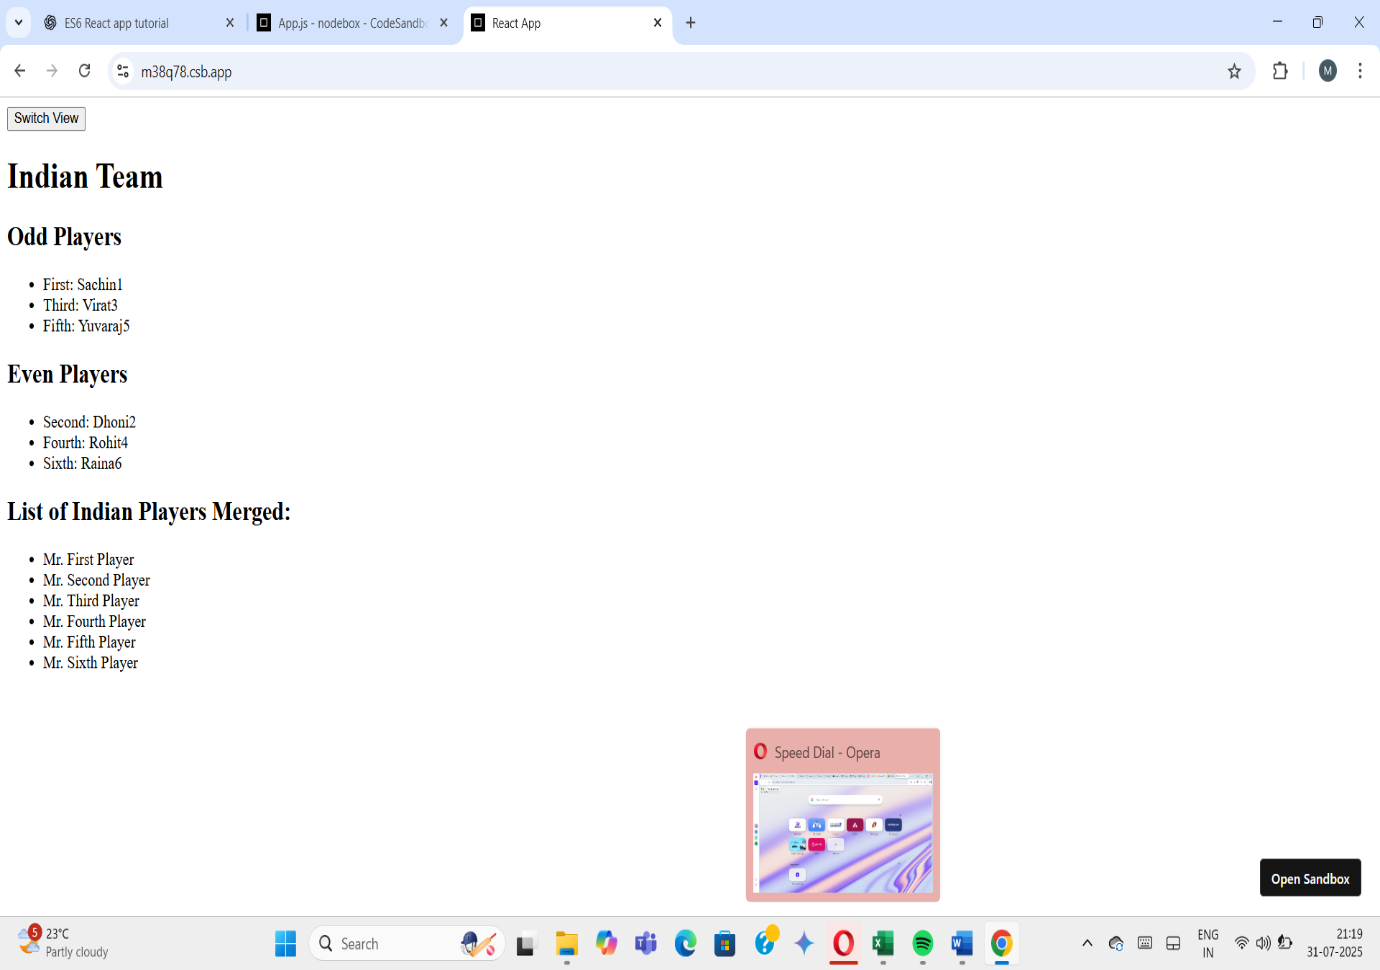 ES6 React app tutorial
App.js - nodebox - CodeSandb
React App
m38q78.csb.app
M
Switch View
Indian Team
Odd Players
First: Sachin1
Third: Virat3
Fifth: Yuvaraj5
Even Players
Second: Dhoni2
Fourth: Rohit4
Sixth: Raina6
List of Indian Players Merged:
Mr. First Player
Mr. Second Player
Mr. Third Player
Mr. Fourth Player
Mr. Fifth Player
Mr. Sixth Player
Speed Dial - Opera
Open Sandbox
5
23°C
Partly cloudy
Search
ENG
IN
21:19
31-07-2025